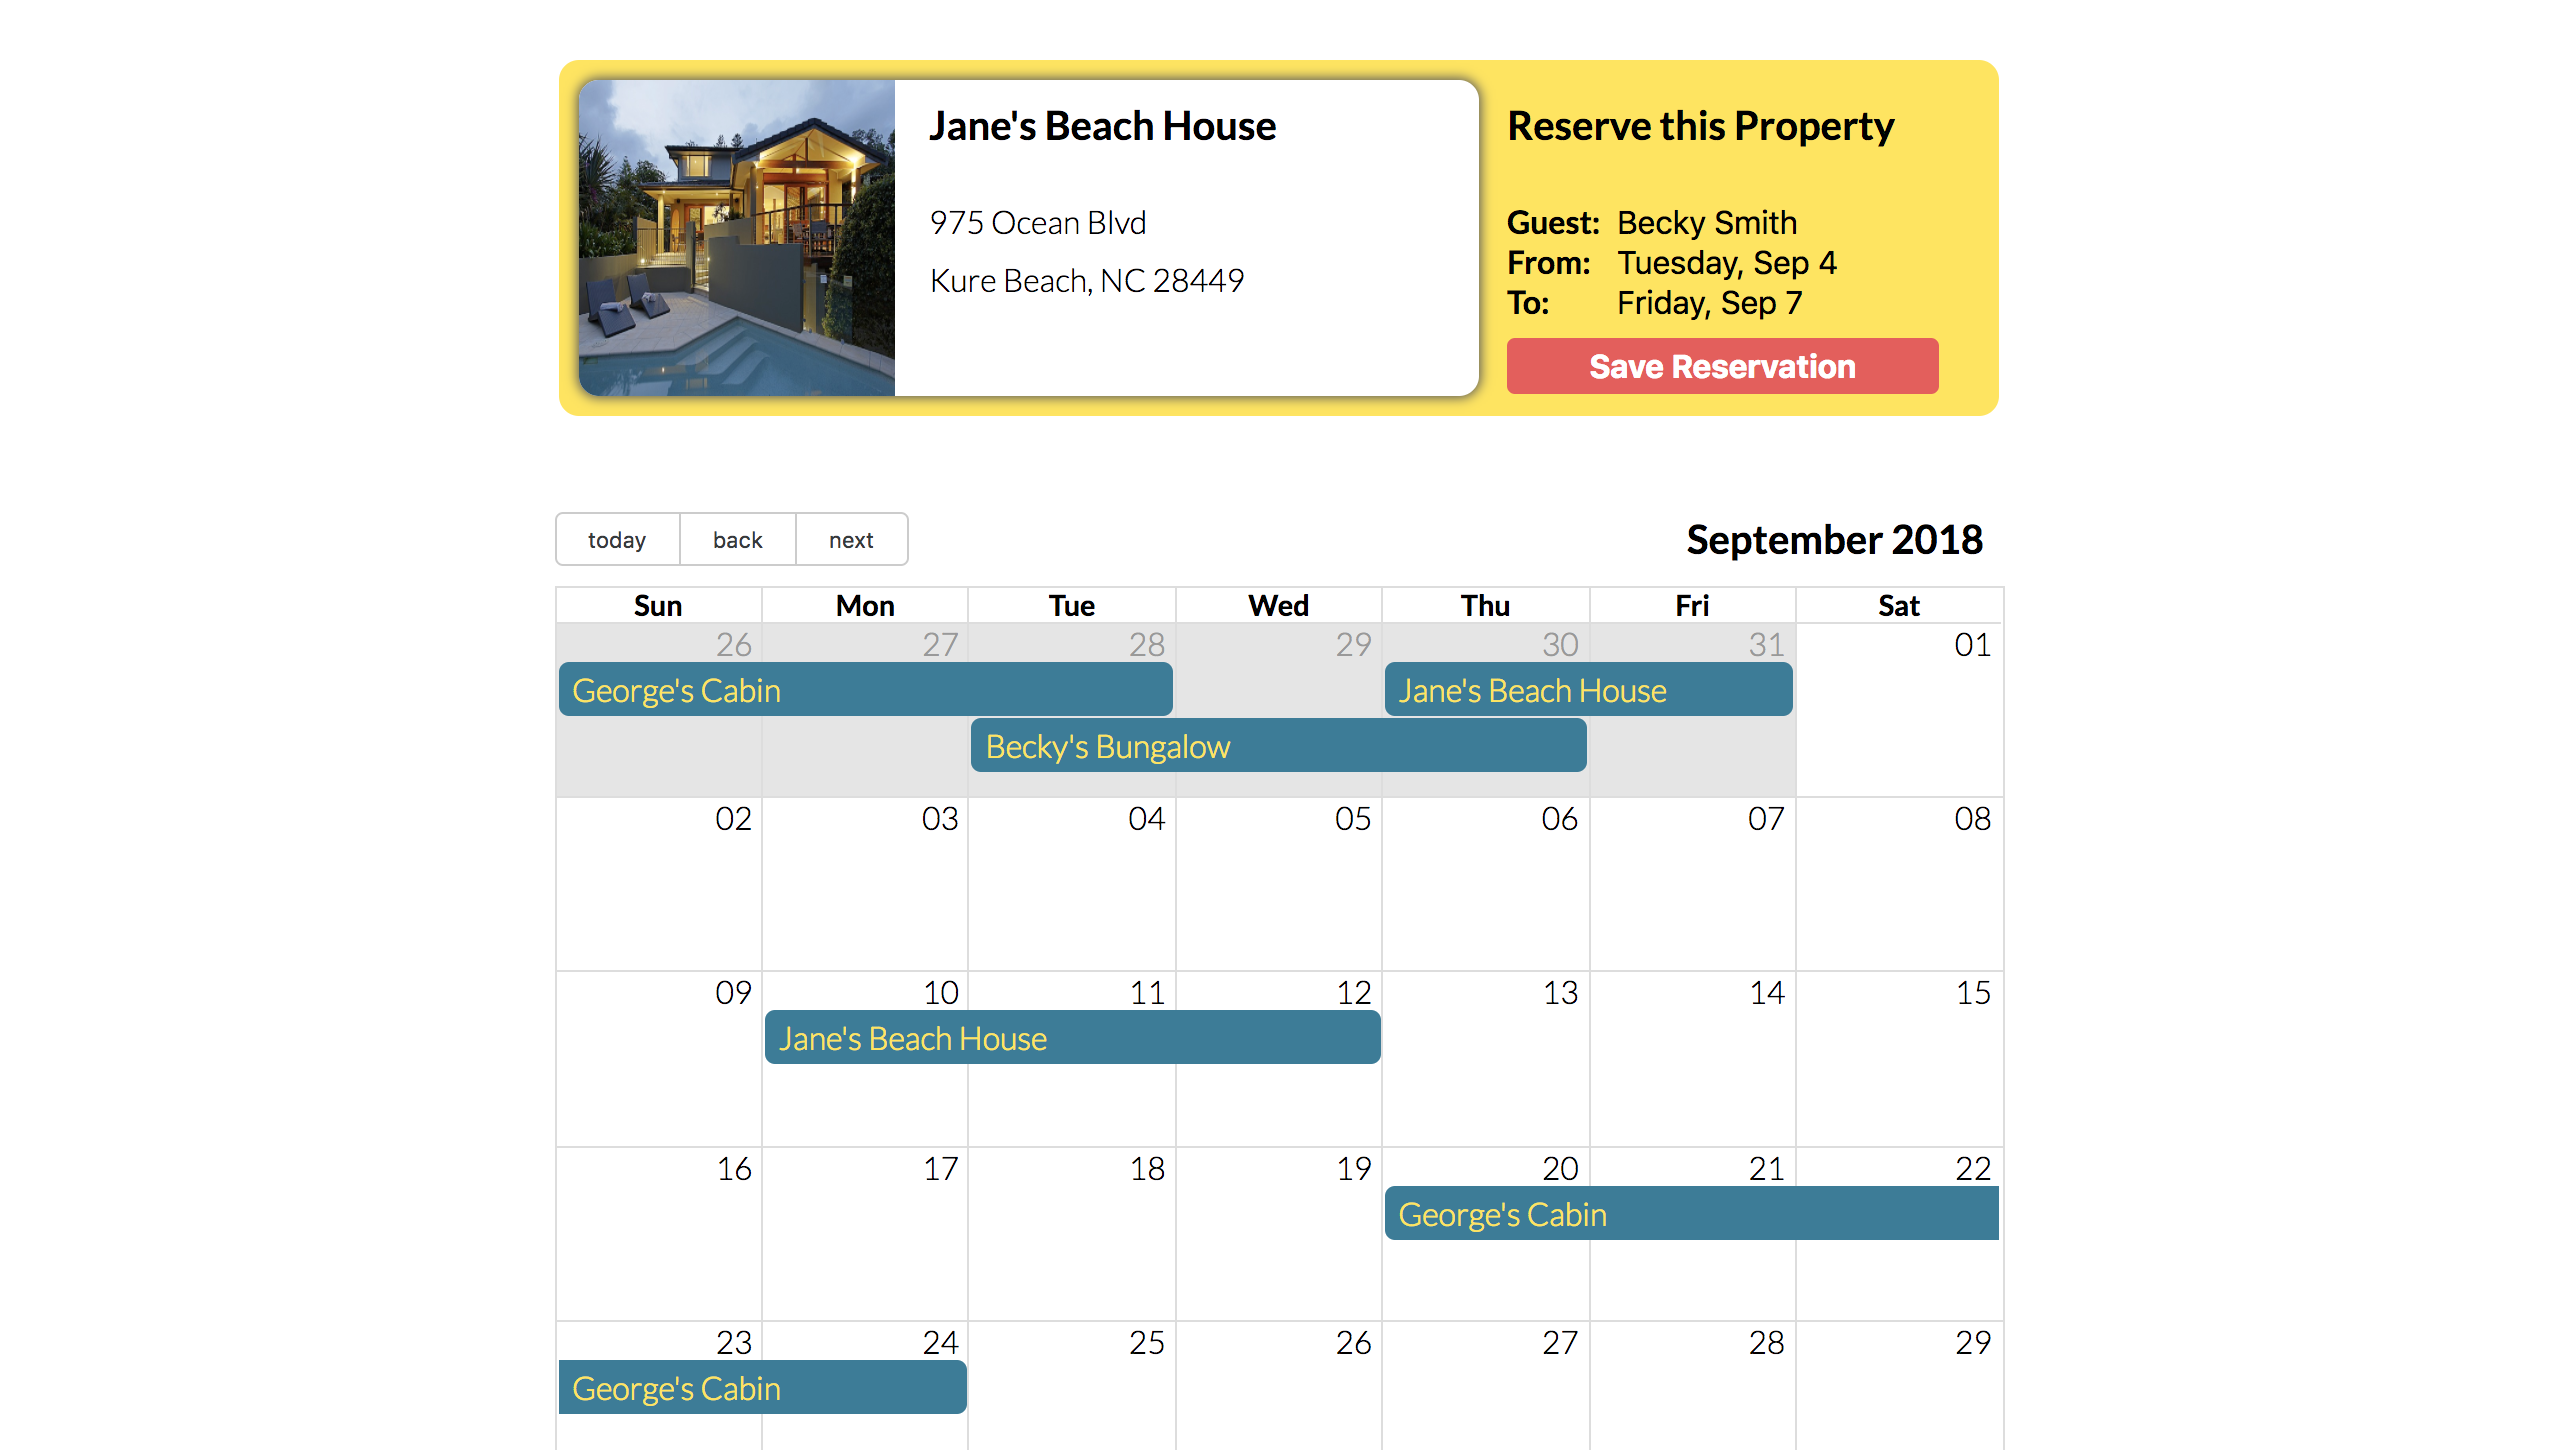 Jane's Beach House
975 Ocean Blvd
Kure Beach, NC 28449
Reserve this Property
Guest: Becky Smith
From: Tuesday, Sep 4
To: Friday, Sep 7
Save Reservation
today back next
September 2018
Sun Mon Tue Wed Thu Fri Sat
26 27 28 29 30 31 01
George's Cabin Jane's Beach House
Becky's Bungalow
02 03 04 05 06 07 08
09 10 11 12 13 14 15
Jane's Beach House
16 17 18 19 20 21 22
George's Cabin
23 24 25 26 27 28 29
George's Cabin